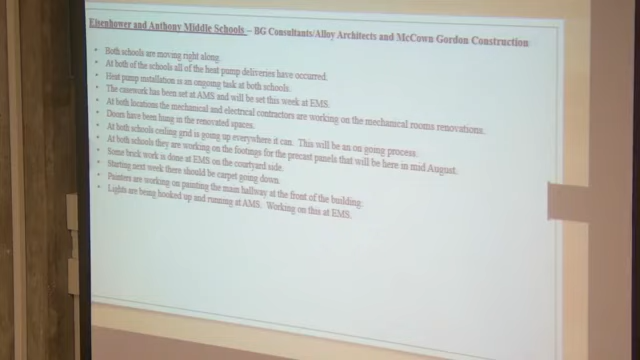 Eisenhower and Anthony Middle Schools – BG Consultants/Alloy Architects and McCown Gordon Construction
• Both schools are moving right along.
• At both of the schools all of the heat pump deliveries have occurred.
• Heat pump installation is an ongoing task at both schools.
• The casework has been set at AMS and will be set this week at EMS.
• At both locations the mechanical and electrical contractors are working on the mechanical rooms renovations.
• Doors have been hung in the renovated spaces.
• At both schools ceiling grid is going up everywhere it can. This will be an on going process.
• At both schools they are working on the footings for the precast panels that will be here in mid August.
• Some brick work is done at EMS on the courtyard side.
• Starting next week there should be carpet going down.
• Painters are working on painting the main hallway at the front of the building.
• Lights are being hooked up and running at AMS. Working on this at EMS.